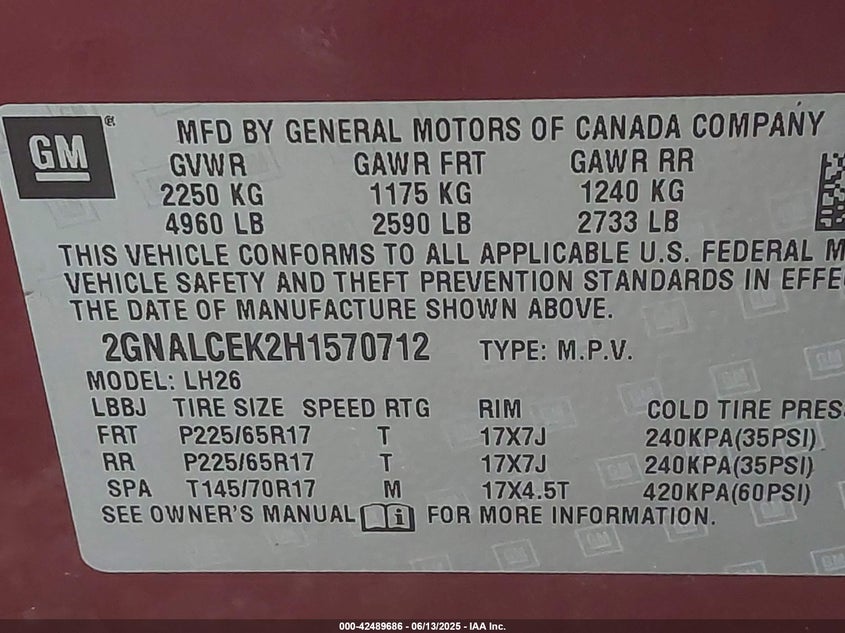 GM ®
MFD BY GENERAL MOTORS OF CANADA COMPANY
GVWR GAWR FRT GAWR RR
2250 KG 1175 KG 1240 KG
4960 LB 2590 LB 2733 LB
THIS VEHICLE CONFORMS TO ALL APPLICABLE U.S. FEDERAL M
VEHICLE SAFETY AND THEFT PREVENTION STANDARDS IN EFFE
THE DATE OF MANUFACTURE SHOWN ABOVE.
2GNALCEK2H1570712 TYPE: M.P.V.
MODEL: LH26
LBBJ TIRE SIZE SPEED RTG RIM COLD TIRE PRES
FRT P225/65R17 T 17X7J 240KPA(35PSI)
RR P225/65R17 T 17X7J 240KPA(35PSI)
SPA T145/70R17 M 17X4.5T 420KPA(60PSI)
SEE OWNER'S MANUAL i FOR MORE INFORMATION.
000-42489686 - 06/13/2025 - IAA Inc.